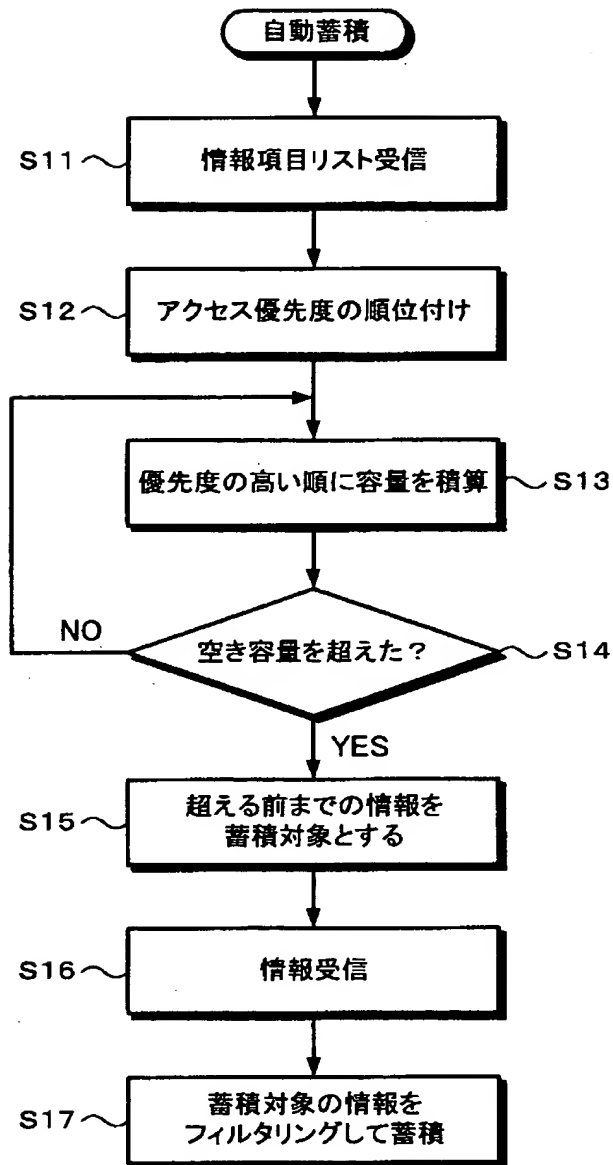 自動蓄積
S11
情報項目リスト受信
S12
アクセス優先度の順位付け
優先度の高い順に容量を積算
S13
NO
空き容量を超えた？
S14
YES
S15
超える前までの情報を
蓄積対象とする
S16
情報受信
S17
蓄積対象の情報を
フィルタリングして蓄積